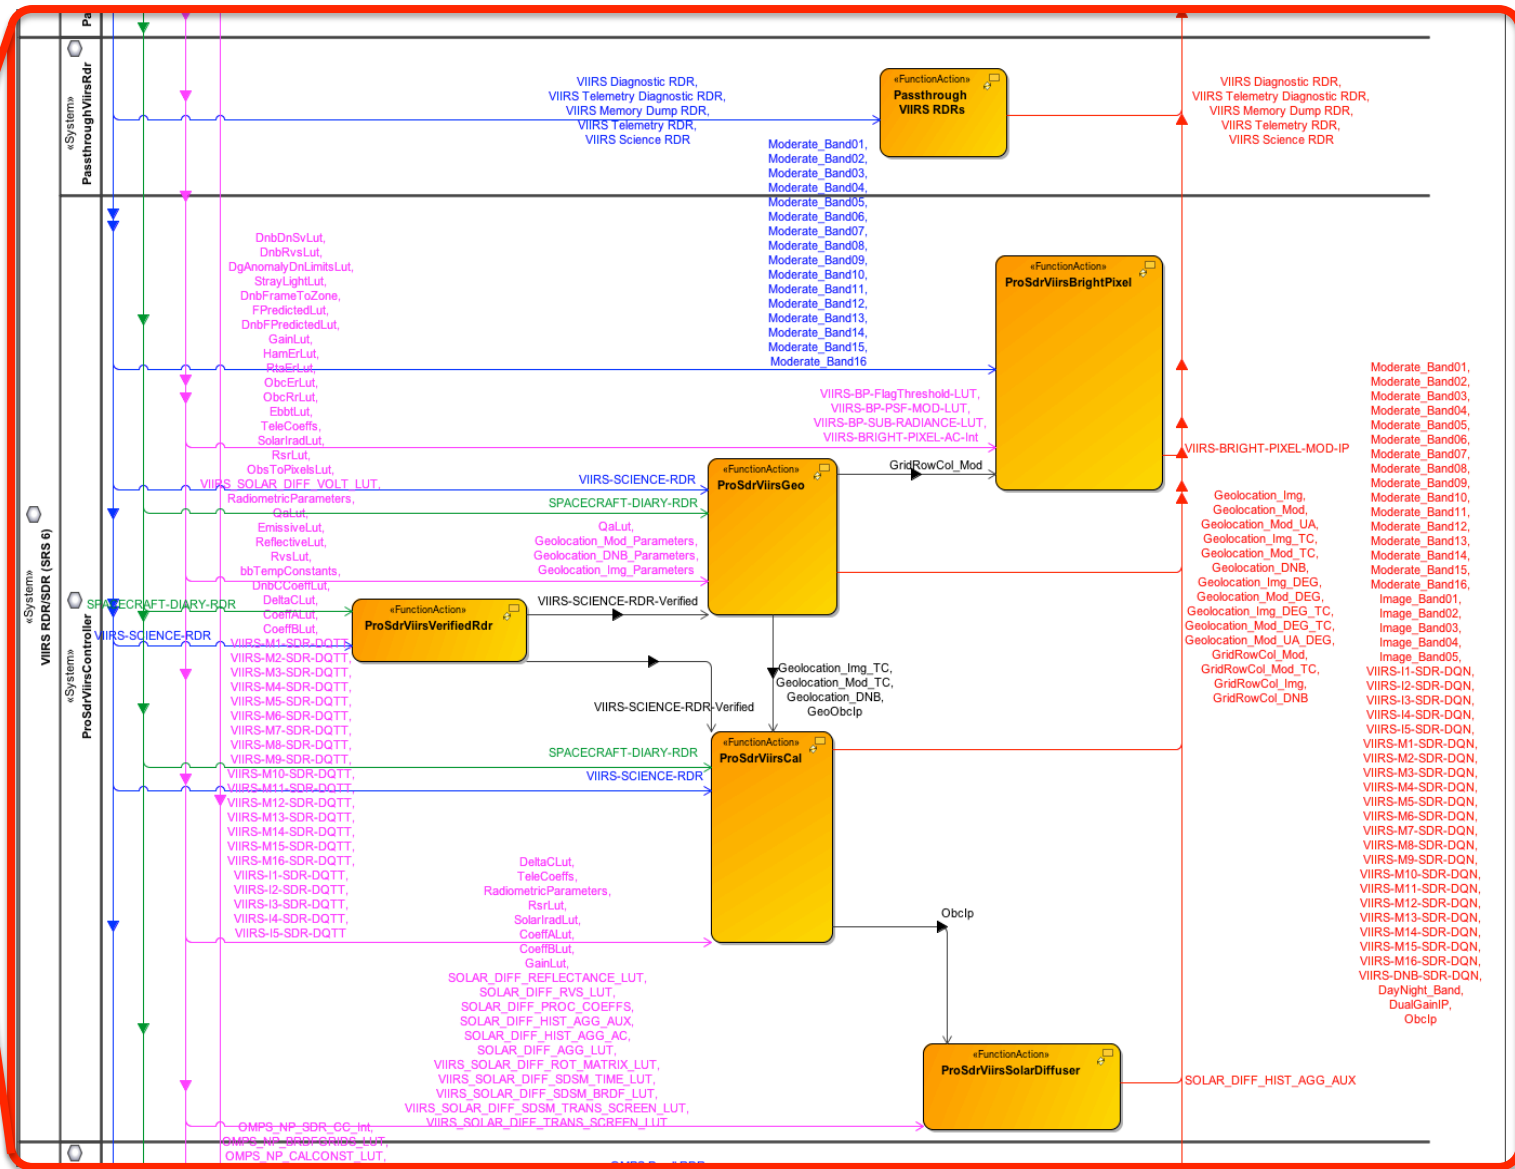 Pa
«System»
PassthroughViirsRdr
VIIRS Diagnostic RDR,
VIIRS Telemetry Diagnostic RDR,
VIIRS Memory Dump RDR,
VIIRS Telemetry RDR,
VIIRS Science RDR
«FunctionAction»
Passthrough
VIIRS RDRs
VIIRS Diagnostic RDR,
VIIRS Telemetry Diagnostic RDR,
VIIRS Memory Dump RDR,
VIIRS Telemetry RDR,
VIIRS Science RDR
«System»
VIIRS RDR/SDR (SRS 6)
«System»
ProSdrViirsController
Moderate_Band01,
Moderate_Band02,
Moderate_Band03,
Moderate_Band04,
Moderate_Band05,
Moderate_Band06,
Moderate_Band07,
Moderate_Band08,
Moderate_Band09,
Moderate_Band10,
Moderate_Band11,
Moderate_Band12,
Moderate_Band13,
Moderate_Band14,
Moderate_Band15,
Moderate_Band16
DnbDnSvLut,
DnbRvsLut,
DgAnomalyDnLimitsLut,
StrayLightLut,
DnbFrameToZone,
FPredictedLut,
DnbFPredictedLut,
GainLut,
HamErLut,
RtaErLut,
ObcErLut,
ObcRrLut,
EbbtLut,
TeleCoeffs,
SolarIradLut,
RsrLut,
ObsToPixelsLut,
VIIRS_SOLAR_DIFF_VOLT_LUT,
RadiometricParameters,
QaLut,
EmissiveLut,
ReflectiveLut,
RvsLut,
bbTempConstants,
DnbCCoeffLut,
DeltaCLut,
CoeffALut,
CoeffBLut,
VIIRS-M1-SDR-DQTT,
VIIRS-M2-SDR-DQTT,
VIIRS-M3-SDR-DQTT,
VIIRS-M4-SDR-DQTT,
VIIRS-M5-SDR-DQTT,
VIIRS-M6-SDR-DQTT,
VIIRS-M7-SDR-DQTT,
VIIRS-M8-SDR-DQTT,
VIIRS-M9-SDR-DQTT,
VIIRS-M10-SDR-DQTT,
VIIRS-M11-SDR-DQTT,
VIIRS-M12-SDR-DQTT,
VIIRS-M13-SDR-DQTT,
VIIRS-M14-SDR-DQTT,
VIIRS-M15-SDR-DQTT,
VIIRS-M16-SDR-DQTT,
VIIRS-I1-SDR-DQTT,
VIIRS-I2-SDR-DQTT,
VIIRS-I3-SDR-DQTT,
VIIRS-I4-SDR-DQTT,
VIIRS-I5-SDR-DQTT
«FunctionAction»
ProSdrViirsBrightPixel
VIIRS-BP-FlagThreshold-LUT,
VIIRS-BP-PSF-MOD-LUT,
VIIRS-BP-SUB-RADIANCE-LUT,
VIIRS-BRIGHT-PIXEL-AC-Int
GridRowCol_Mod
VIIRS-BRIGHT-PIXEL-MOD-IP
«FunctionAction»
ProSdrViirsGeo
VIIRS-SCIENCE-RDR
SPACECRAFT-DIARY-RDR
QaLut,
Geolocation_Mod_Parameters,
Geolocation_DNB_Parameters,
Geolocation_Img_Parameters
SPACECRAFT-DIARY-RDR
VIIRS-SCIENCE-RDR
«FunctionAction»
ProSdrViirsVerifiedRdr
VIIRS-SCIENCE-RDR-Verified
VIIRS-SCIENCE-RDR-Verified
Geolocation_Img_TC,
Geolocation_Mod_TC,
Geolocation_DNB,
GeoObcIp
Geolocation_Img,
Geolocation_Mod,
Geolocation_Mod_UA,
Geolocation_Img_TC,
Geolocation_Mod_TC,
Geolocation_DNB,
Geolocation_Img_DEG,
Geolocation_Mod_DEG,
Geolocation_Img_DEG_TC,
Geolocation_Mod_DEG_TC,
Geolocation_Mod_UA_DEG,
GridRowCol_Mod,
GridRowCol_Mod_TC,
GridRowCol_Img,
GridRowCol_DNB
Moderate_Band01,
Moderate_Band02,
Moderate_Band03,
Moderate_Band04,
Moderate_Band05,
Moderate_Band06,
Moderate_Band07,
Moderate_Band08,
Moderate_Band09,
Moderate_Band10,
Moderate_Band11,
Moderate_Band12,
Moderate_Band13,
Moderate_Band14,
Moderate_Band15,
Moderate_Band16,
Image_Band01,
Image_Band02,
Image_Band03,
Image_Band04,
Image_Band05,
VIIRS-I1-SDR-DQN,
VIIRS-I2-SDR-DQN,
VIIRS-I3-SDR-DQN,
VIIRS-I4-SDR-DQN,
VIIRS-I5-SDR-DQN,
VIIRS-M1-SDR-DQN,
VIIRS-M2-SDR-DQN,
VIIRS-M3-SDR-DQN,
VIIRS-M4-SDR-DQN,
VIIRS-M5-SDR-DQN,
VIIRS-M6-SDR-DQN,
VIIRS-M7-SDR-DQN,
VIIRS-M8-SDR-DQN,
VIIRS-M9-SDR-DQN,
VIIRS-M10-SDR-DQN,
VIIRS-M11-SDR-DQN,
VIIRS-M12-SDR-DQN,
VIIRS-M13-SDR-DQN,
VIIRS-M14-SDR-DQN,
VIIRS-M15-SDR-DQN,
VIIRS-M16-SDR-DQN,
VIIRS-DNB-SDR-DQN,
DayNight_Band,
DualGainIP,
ObcIp
«FunctionAction»
ProSdrViirsCal
SPACECRAFT-DIARY-RDR
VIIRS-SCIENCE-RDR
ObcIp
DeltaCLut,
TeleCoeffs,
RadiometricParameters,
RsrLut,
SolarIradLut,
CoeffALut,
CoeffBLut,
GainLut,
SOLAR_DIFF_REFLECTANCE_LUT,
SOLAR_DIFF_RVS_LUT,
SOLAR_DIFF_PROC_COEFFS,
SOLAR_DIFF_HIST_AGG_AUX,
SOLAR_DIFF_HIST_AGG_AC,
SOLAR_DIFF_AGG_LUT,
VIIRS_SOLAR_DIFF_ROT_MATRIX_LUT,
VIIRS_SOLAR_DIFF_SDSM_TIME_LUT,
VIIRS_SOLAR_DIFF_SDSM_BRDF_LUT,
VIIRS_SOLAR_DIFF_SDSM_TRANS_SCREEN_LUT,
VIIRS_SOLAR_DIFF_TRANS_SCREEN_LUT
«FunctionAction»
ProSdrViirsSolarDiffuser
SOLAR_DIFF_HIST_AGG_AUX
OMPS_NP_SDR_CC_Int,
OMPS_NP_BRDFGRIDS_LUT,
OMPS_NP_CALCONST_LUT,